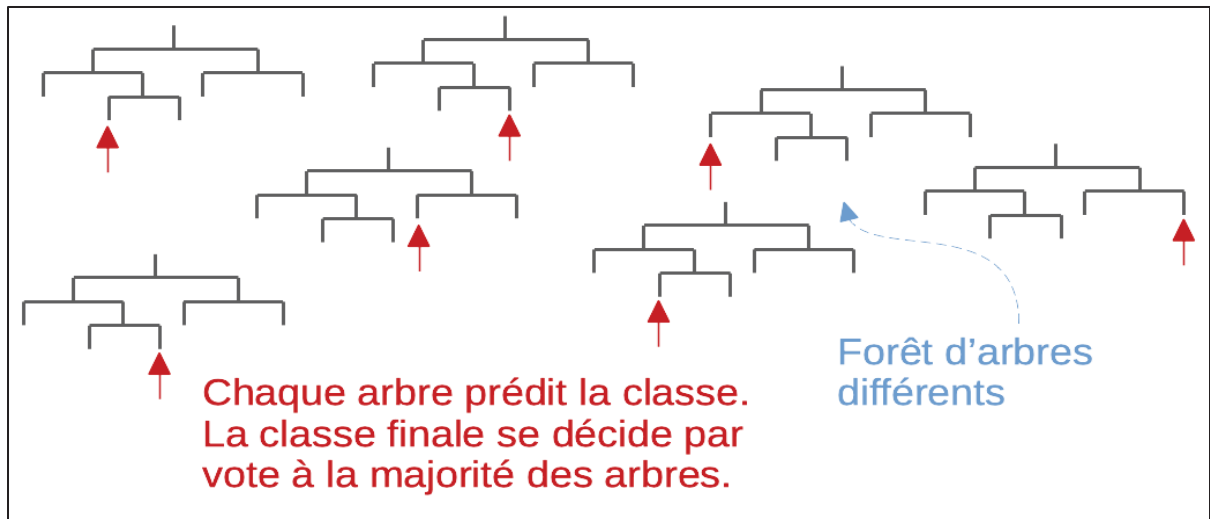 Forêt d’arbres
différents
Chaque arbre prédit la classe.
La classe finale se décide par
vote à la majorité des arbres.